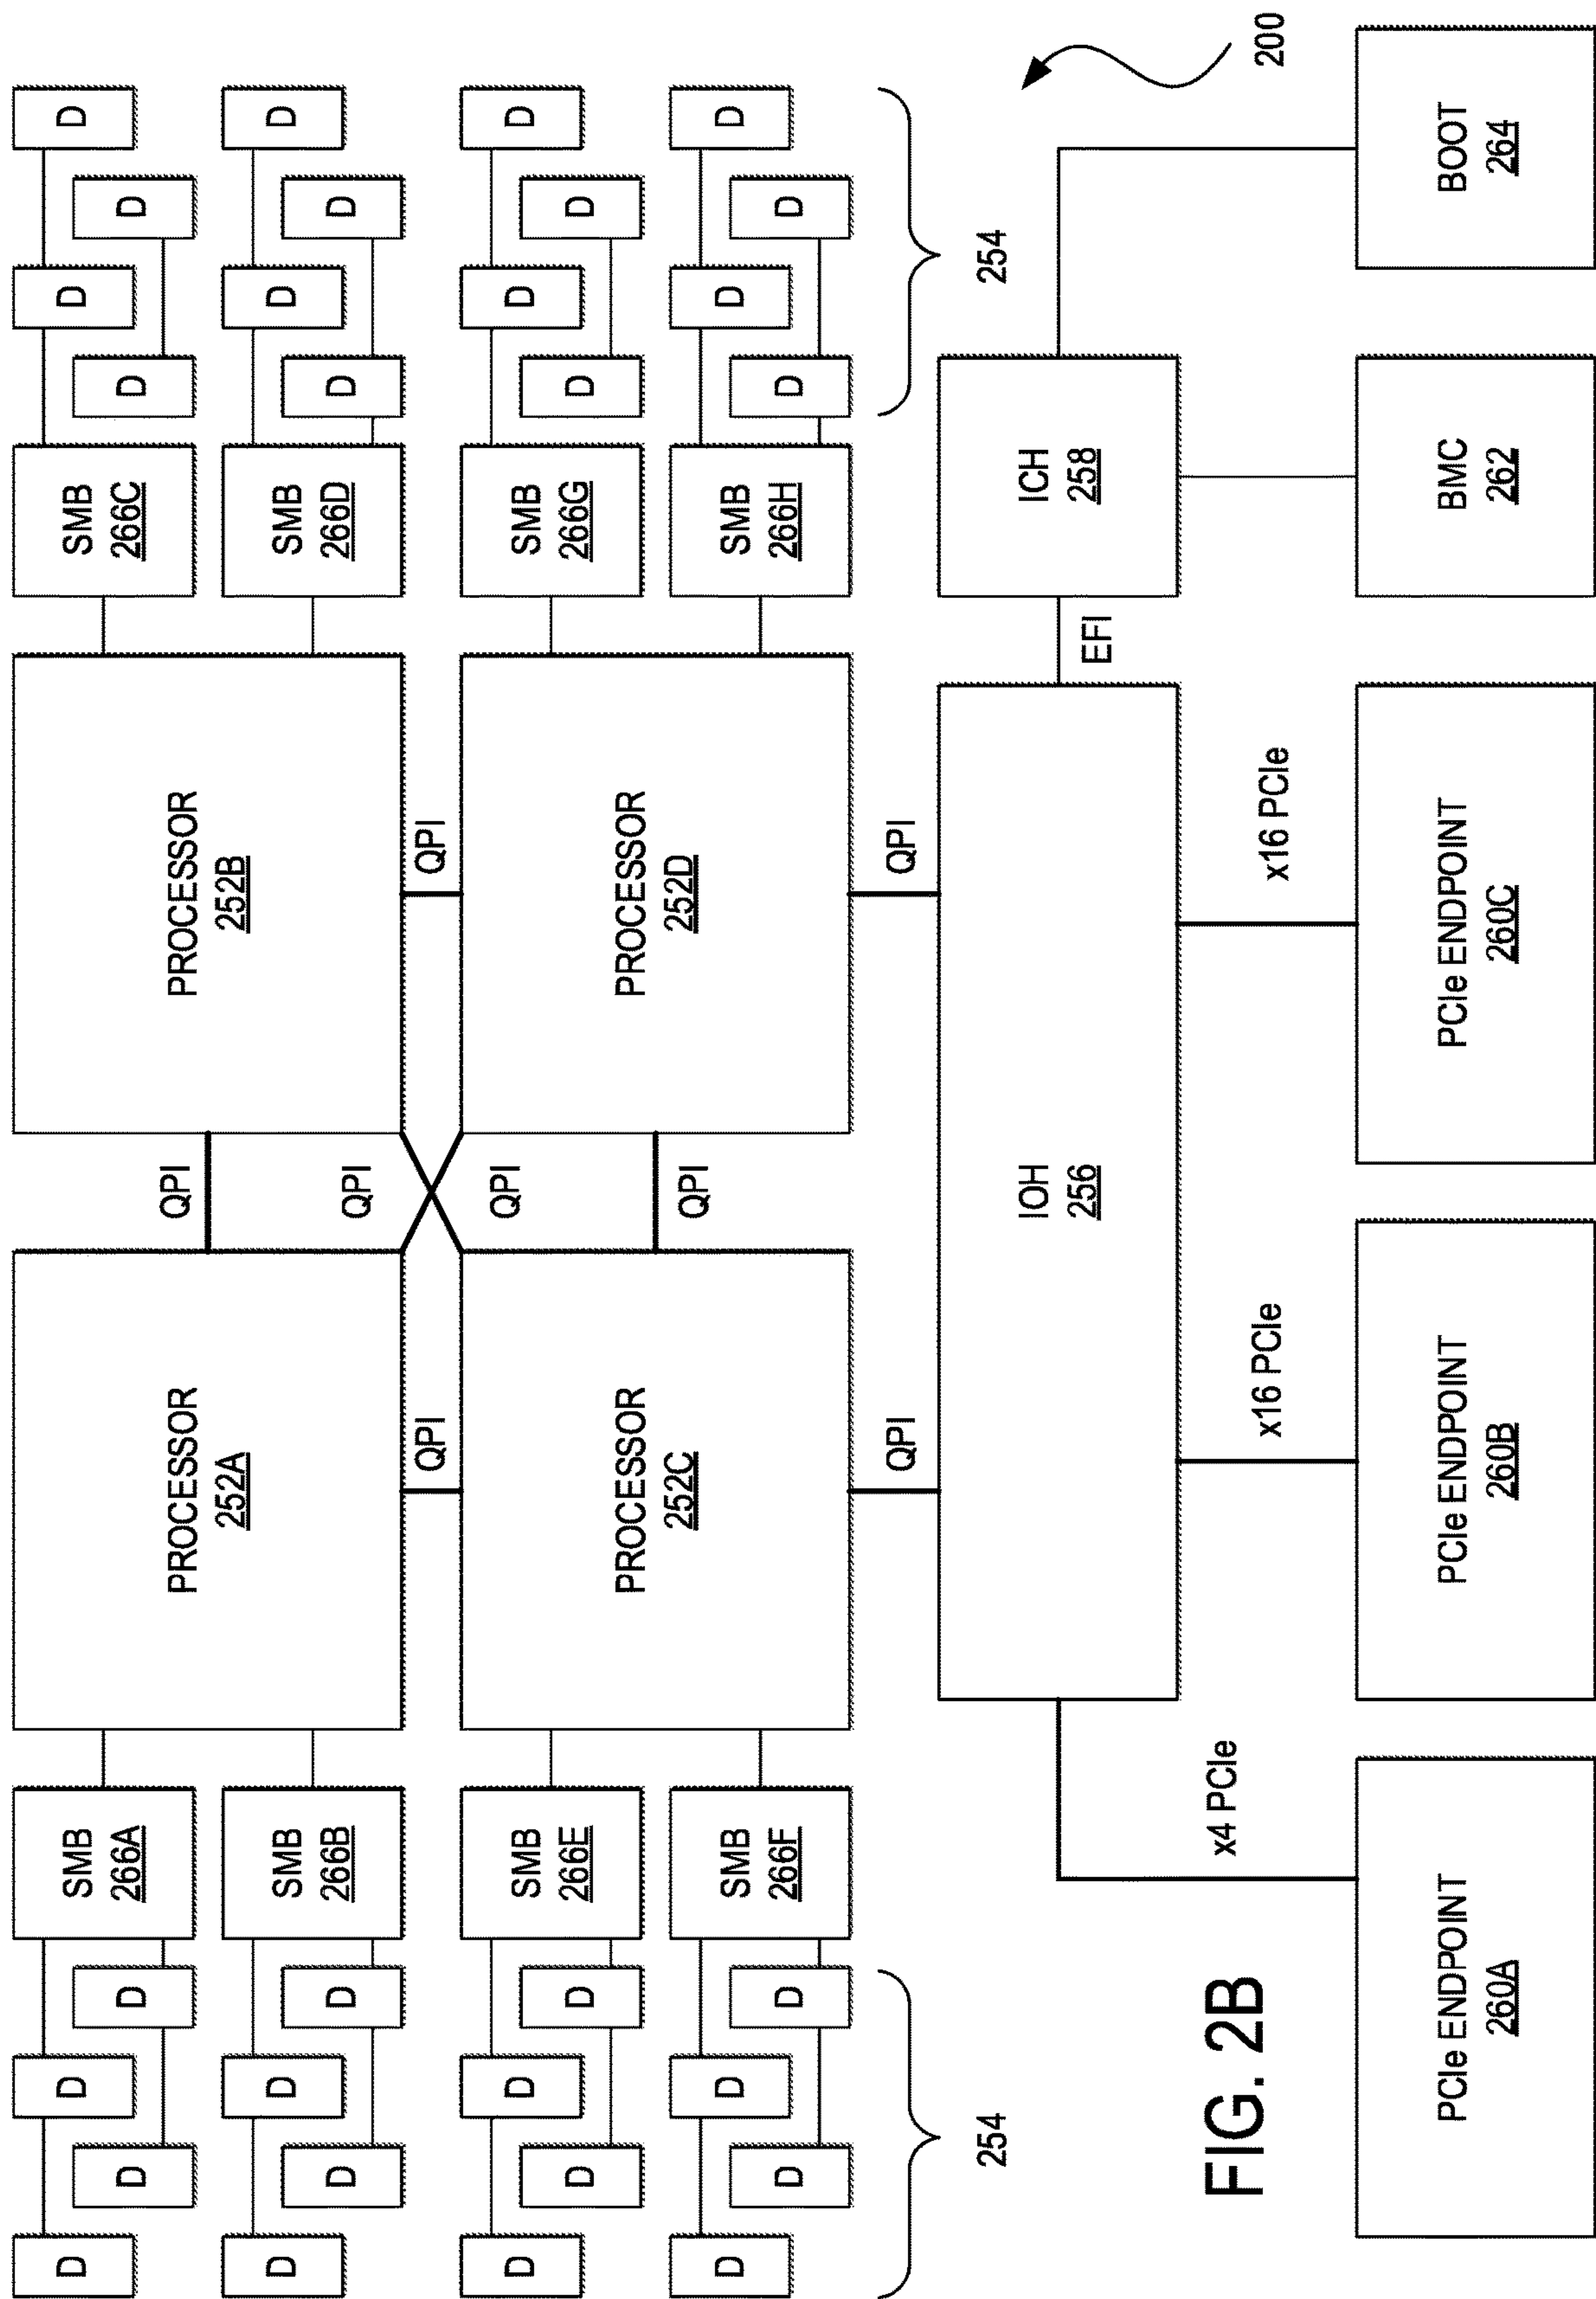 D
D
D
D
SMB
266A
PROCESSOR
252A
QPI
PROCESSOR
252B
SMB
266C
D
D
D
D
D
D
D
D
SMB
266B
QPI
SMB
266D
D
D
D
D
QPI
QPI
D
D
D
D
SMB
266E
PROCESSOR
252C
QPI
PROCESSOR
252D
SMB
266G
D
D
D
D
D
D
D
D
SMB
266F
QPI
SMB
266H
D
D
D
D
254
QPI
QPI
254
IOH
256
EFI
ICH
258
200
FIG. 2B
x4 PCIe
x16 PCIe
x16 PCIe
PCIe ENDPOINT
260A
PCIe ENDPOINT
260B
PCIe ENDPOINT
260C
BMC
262
BOOT
264